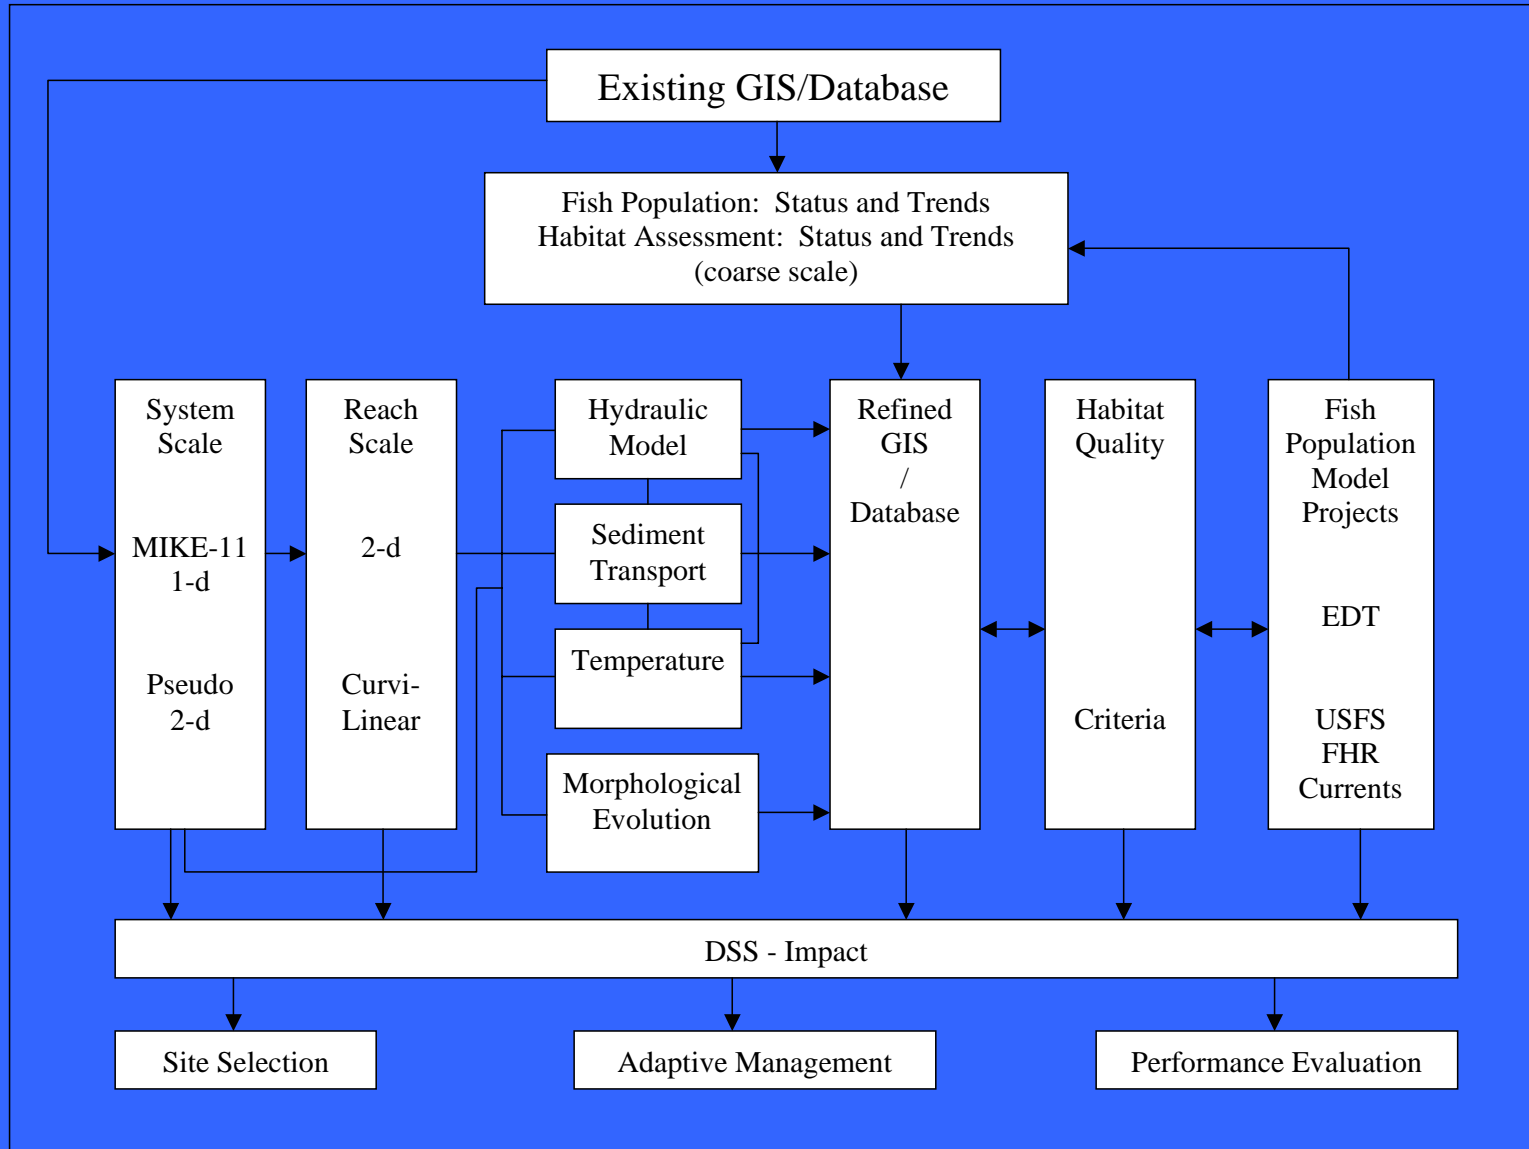 Existing GIS/Database
Fish Population: Status and Trends
Habitat Assessment: Status and Trends
(coarse scale)
System
Scale
MIKE-11
1-d
Pseudo
2-d
Reach
Scale
2-d
Curvi-
Linear
Hydraulic
Model
Sediment
Transport
Temperature
Morphological
Evolution
Refined
GIS
/
Database
Habitat
Quality
Criteria
Fish
Population
Model
Projects
EDT
USFS
FHR
Currents
DSS - Impact
Site Selection
Adaptive Management
Performance Evaluation